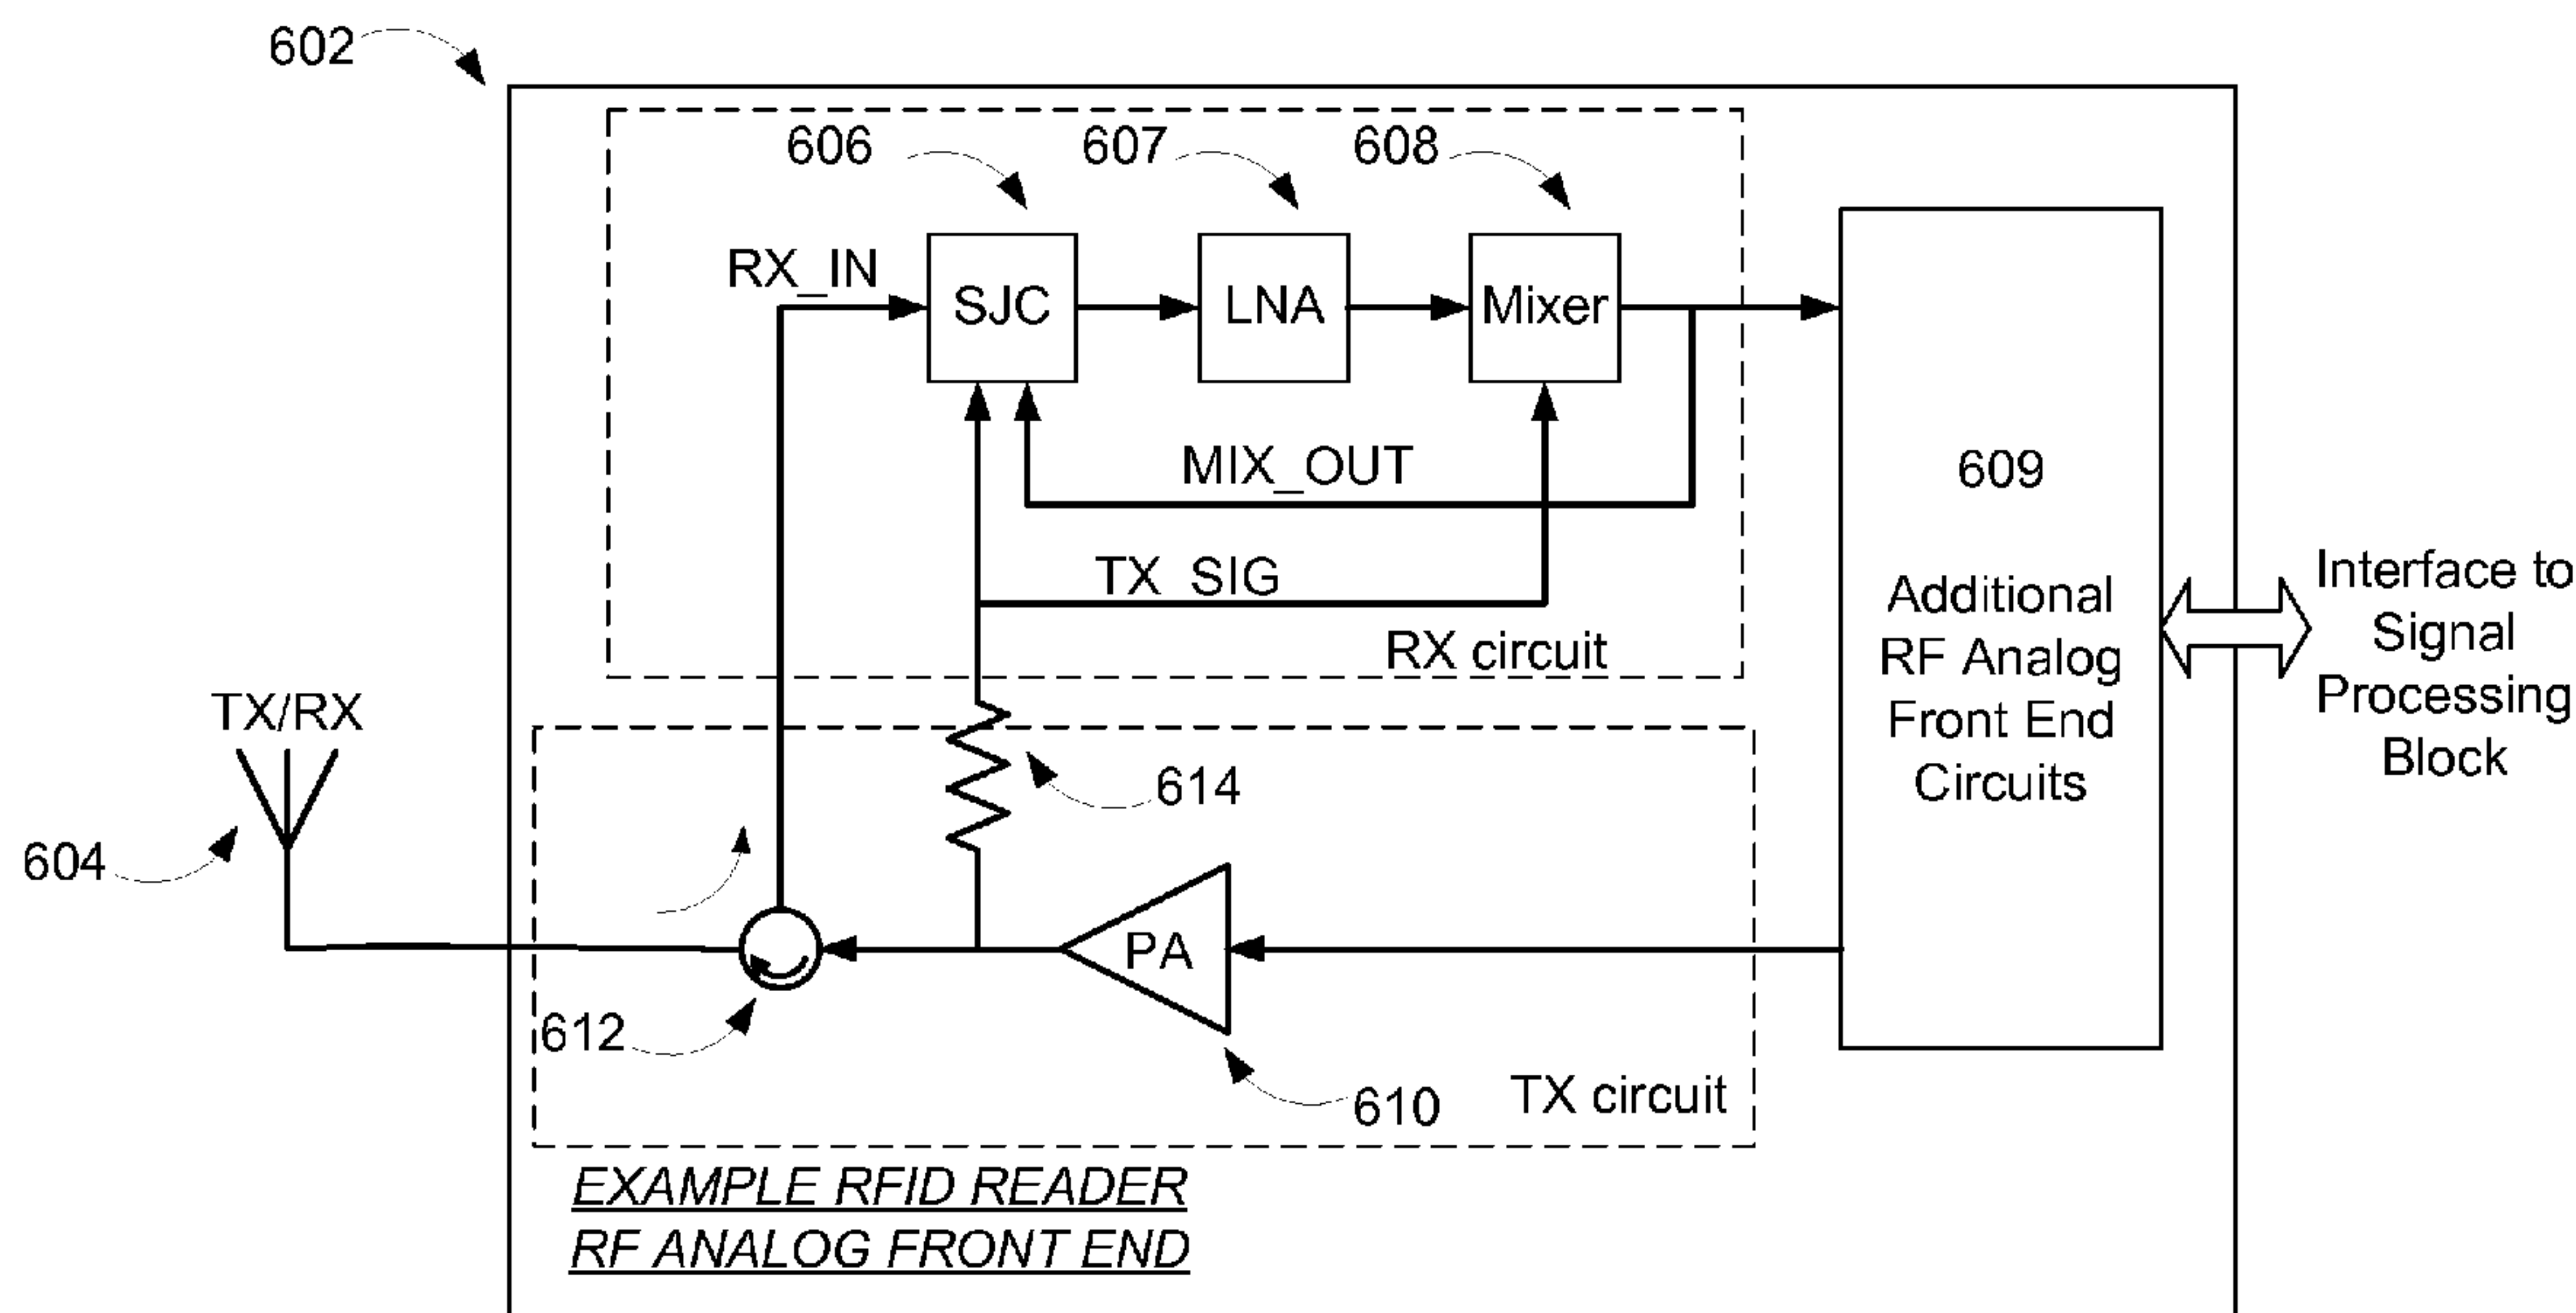 602
606
607
608
RX_IN
SJC
LNA
Mixer
MIX_OUT
TX_SIG
RX circuit
609
Additional
RF Analog
Front End
Circuits
Interface to
Signal
Processing
Block
TX/RX
604
614
PA
612
610
TX circuit
EXAMPLE RFID READER
RF ANALOG FRONT END